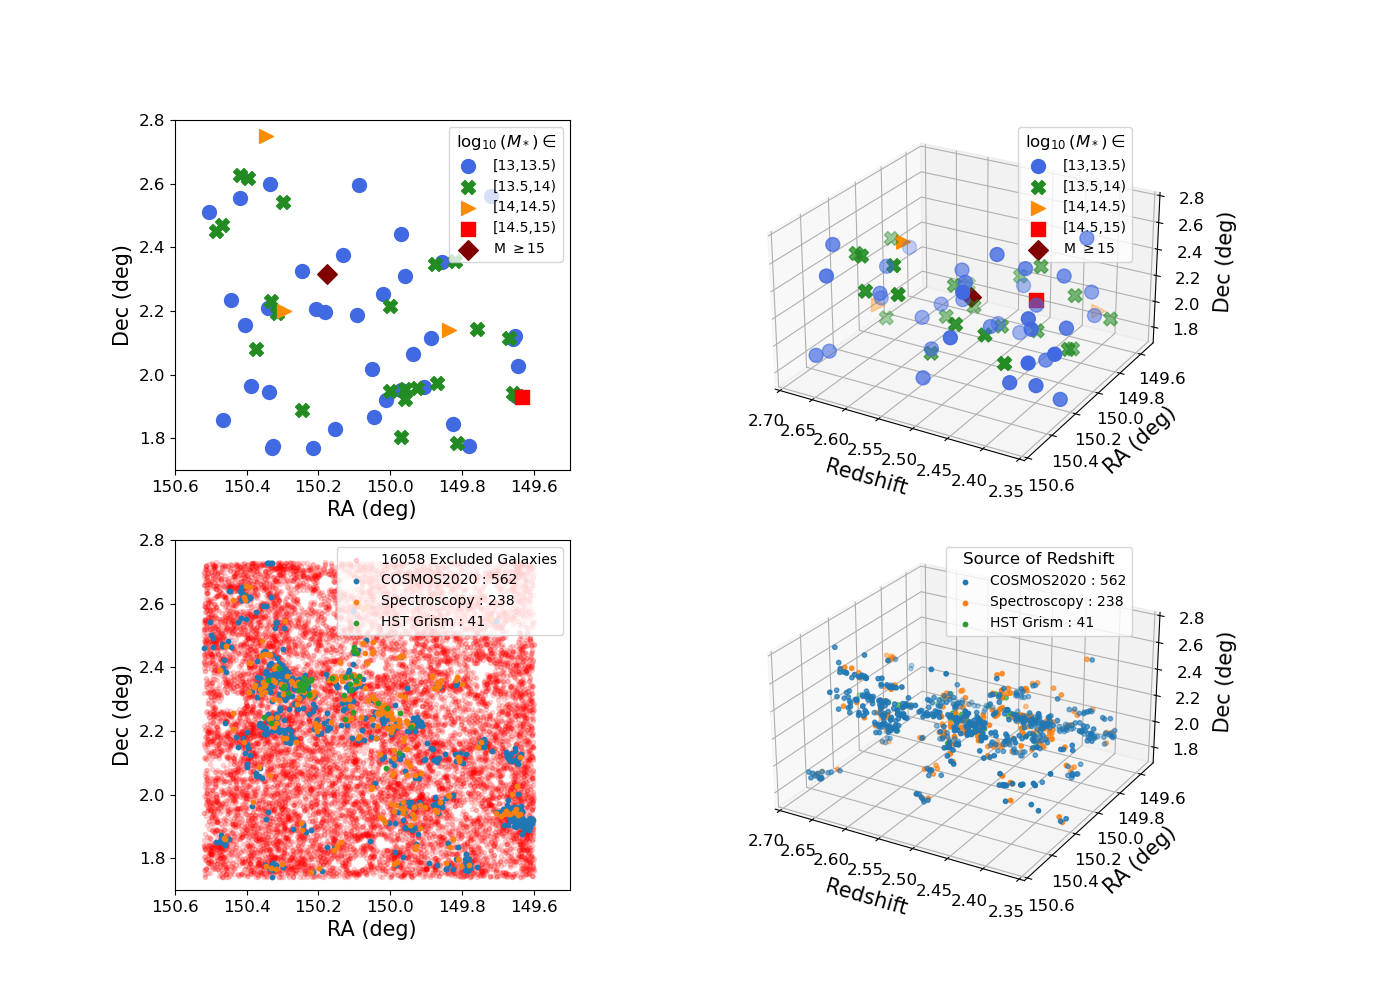 2.8
2.6
2.4
2.2
2.0
1.8
Dec (deg)
150.6 150.4 150.2 150.0 149.8 149.6
RA (deg)
log₁₀ (M*) ∈
[13,13.5)
[13.5,14)
[14,14.5)
[14.5,15)
M ≥15
log₁₀ (M*) ∈
[13,13.5)
[13.5,14)
[14,14.5)
[14.5,15)
M ≥15
2.8
2.6
2.4
2.2
2.0
1.8
Dec (deg)
149.6
149.8
150.0
150.2
150.4
150.6
RA (deg)
2.70
2.65
2.60
2.55
2.50
2.45
2.40
2.35
Redshift
2.8
2.6
2.4
2.2
2.0
1.8
Dec (deg)
150.6 150.4 150.2 150.0 149.8 149.6
RA (deg)
16058 Excluded Galaxies
COSMOS2020 : 562
Spectroscopy : 238
HST Grism : 41
Source of Redshift
COSMOS2020 : 562
Spectroscopy : 238
HST Grism : 41
2.8
2.6
2.4
2.2
2.0
1.8
Dec (deg)
149.6
149.8
150.0
150.2
150.4
150.6
RA (deg)
2.70
2.65
2.60
2.55
2.50
2.45
2.40
2.35
Redshift